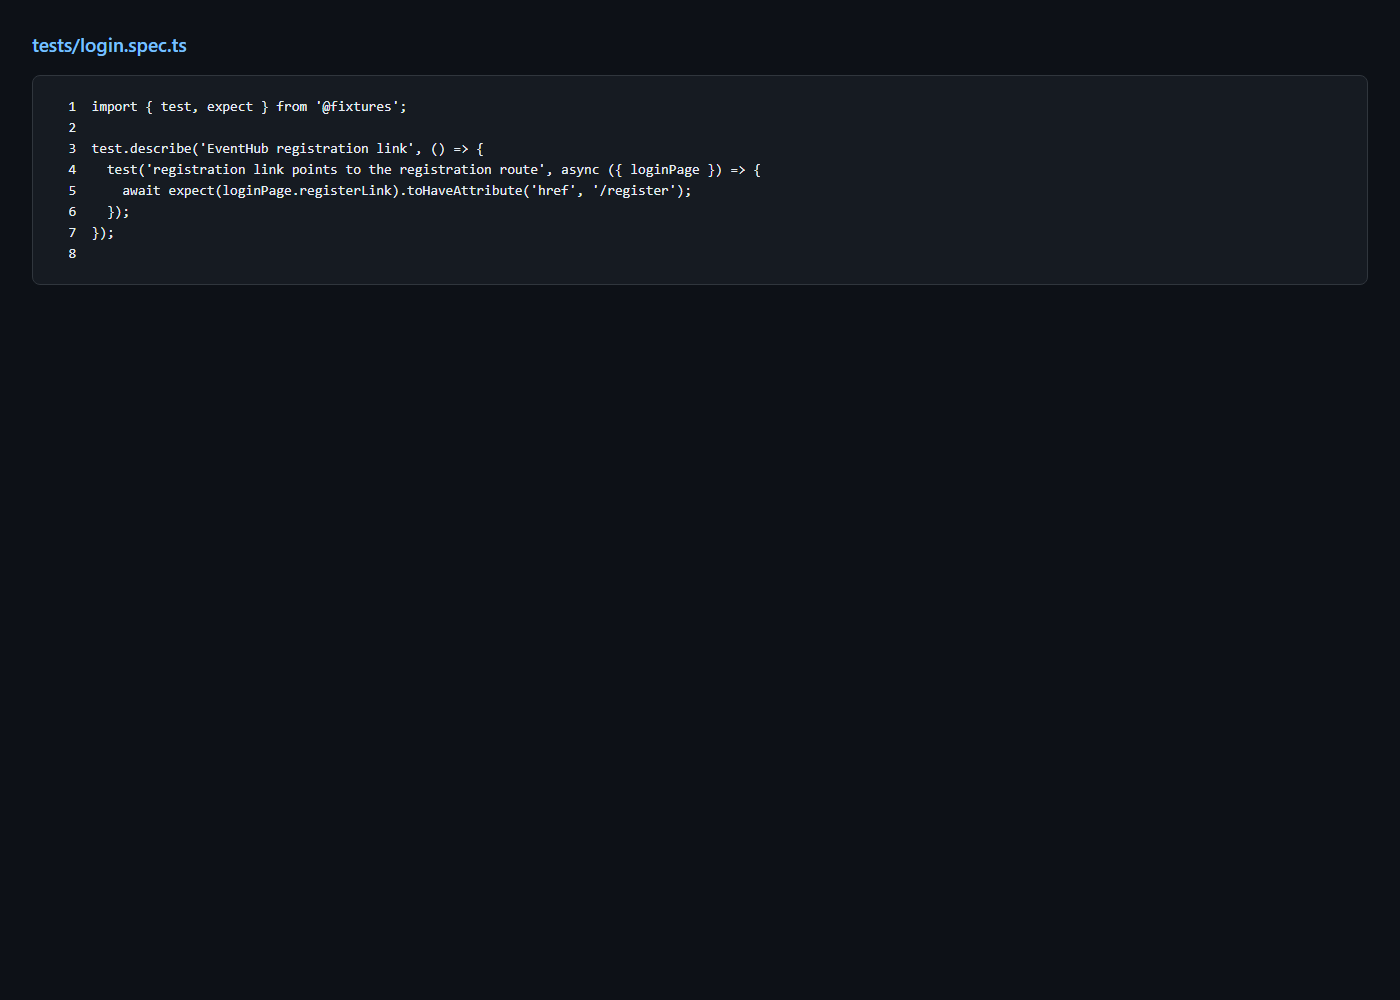 tests/login.spec.ts
1 import { test, expect } from '@fixtures';
2
3 test.describe('EventHub registration link', () => {
4   test('registration link points to the registration route', async ({ loginPage }) => {
5     await expect(loginPage.registerLink).toHaveAttribute('href', '/register');
6   });
7 });
8